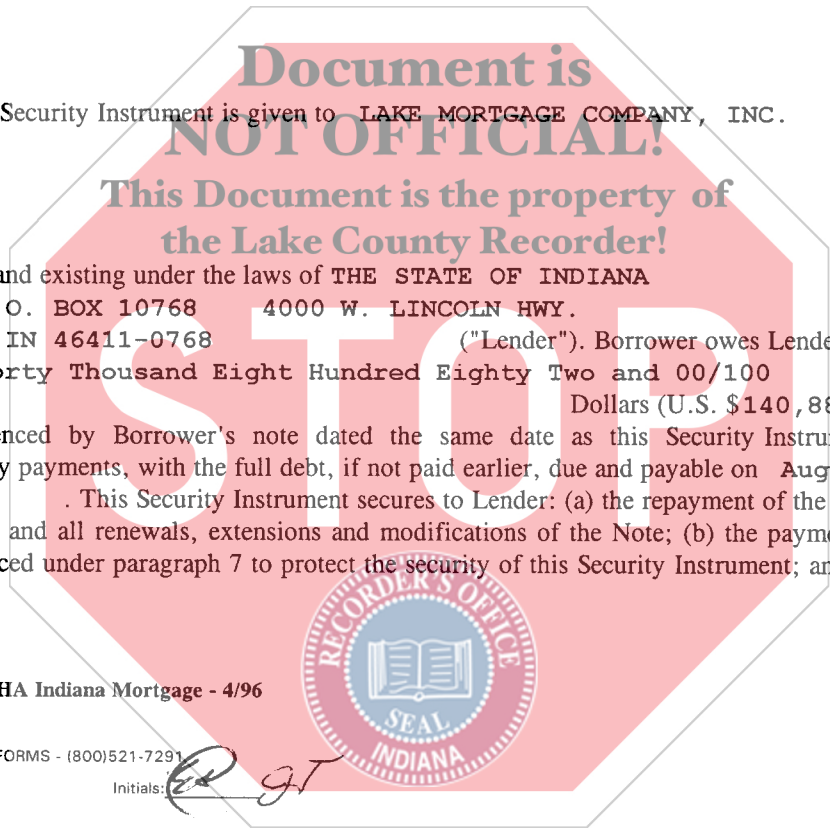 Document is
Security Instrument is given to LAKE MORTGAGE COMPANY, INC.
NOT OFFICIAL!
This Document is the property of
the Lake County Recorder!
and existing under the laws of THE STATE OF INDIANA
O. BOX 10768 4000 W. LINCOLN HWY.
IN 46411-0768 ("Lender"). Borrower owes Lende
orty Thousand Eight Hundred Eighty Two and 00/100
Dollars (U.S. $140,88
enced by Borrower's note dated the same date as this Security Instru
y payments, with the full debt, if not paid earlier, due and payable on Aug
. This Security Instrument secures to Lender: (a) the repayment of the
and all renewals, extensions and modifications of the Note; (b) the payme
ced under paragraph 7 to protect the security of this Security Instrument; an
STOP
RECORDER'S OFFICE
SEAL
INDIANA
HA Indiana Mortgage - 4/96
FORMS - (800)521-7291
Initials: